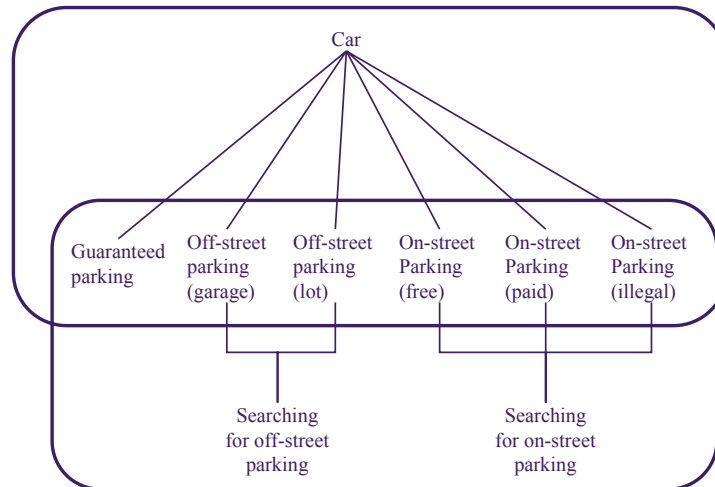 Car
Guaranteed
parking
Off-street
parking
(garage)
Off-street
parking
(lot)
On-street
Parking
(free)
On-street
Parking
(paid)
On-street
Parking
(illegal)
Searching
for off-street
parking
Searching
for on-street
parking